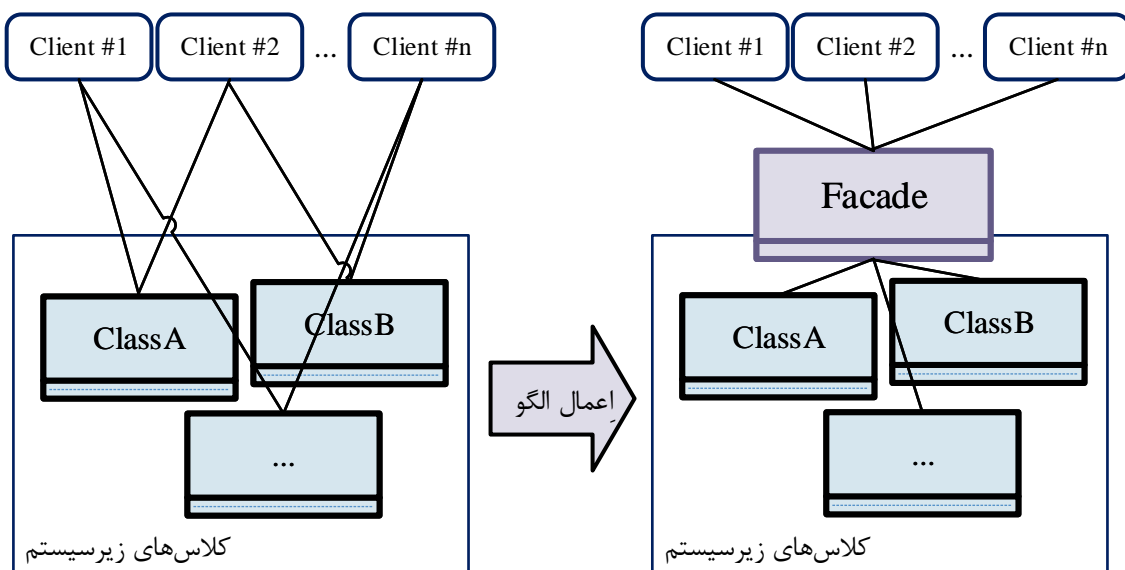 Client #1
Client #2
...
Client #n
ClassA
ClassB
...
کلاس‌های زیرسیستم
اِعمال الگو
Client #1
Client #2
...
Client #n
Facade
ClassA
ClassB
...
کلاس‌های زیرسیستم